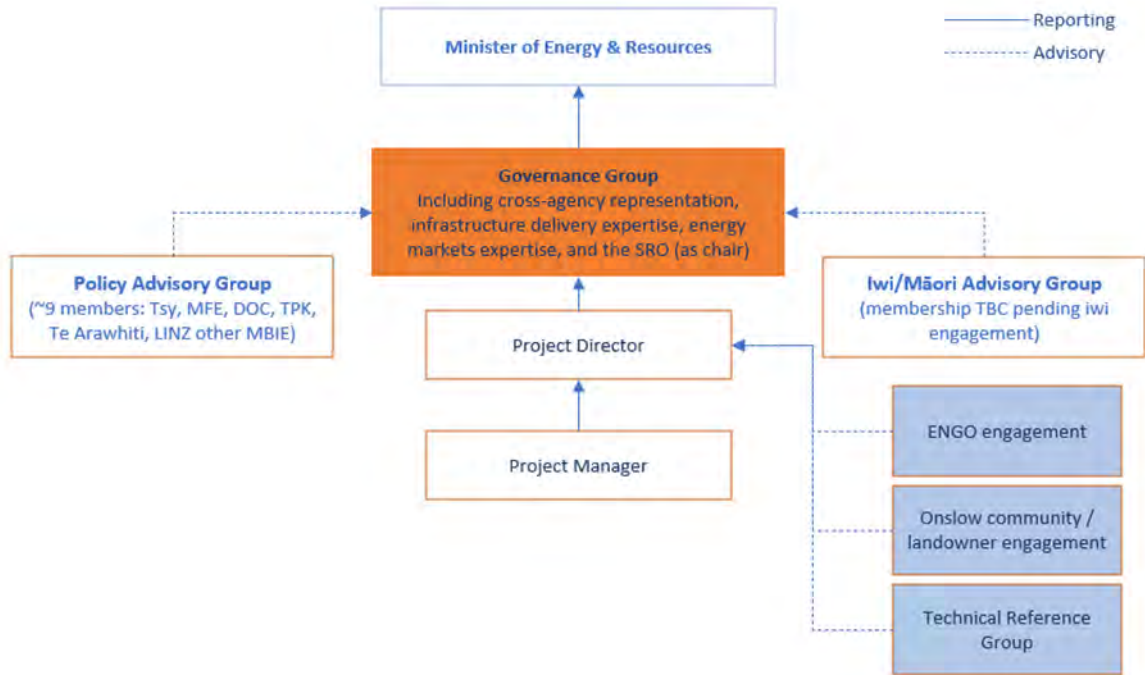 Minister of Energy & Resources
Reporting
Advisory
Governance Group
Including cross-agency representation,
infrastructure delivery expertise, energy
markets expertise, and the SRO (as chair)
Policy Advisory Group
(~9 members: Tsy, MFE, DOC, TPK,
Te Arawhiti, LINZ other MBIE)
Iwi/Māori Advisory Group
(membership TBC pending iwi
engagement)
Project Director
Project Manager
ENGO engagement
Onslow community /
landowner engagement
Technical Reference
Group